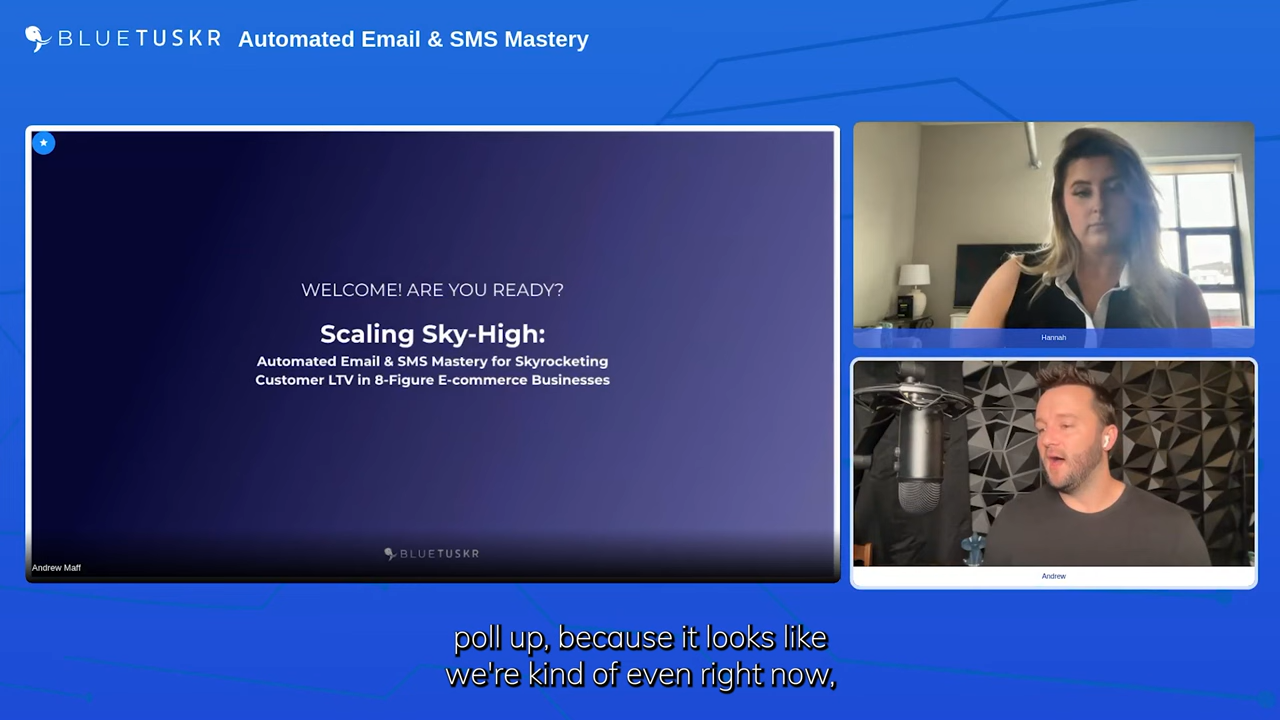 BLUETUSKR Automated Email & SMS Mastery
WELCOME! ARE YOU READY?
Scaling Sky-High:
Automated Email & SMS Mastery for Skyrocketing
Customer LTV in 8-Figure E-commerce Businesses
BLUETUSKR
Andrew Maff
Hannah
Andrew
poll up, because it looks like
we're kind of even right now,